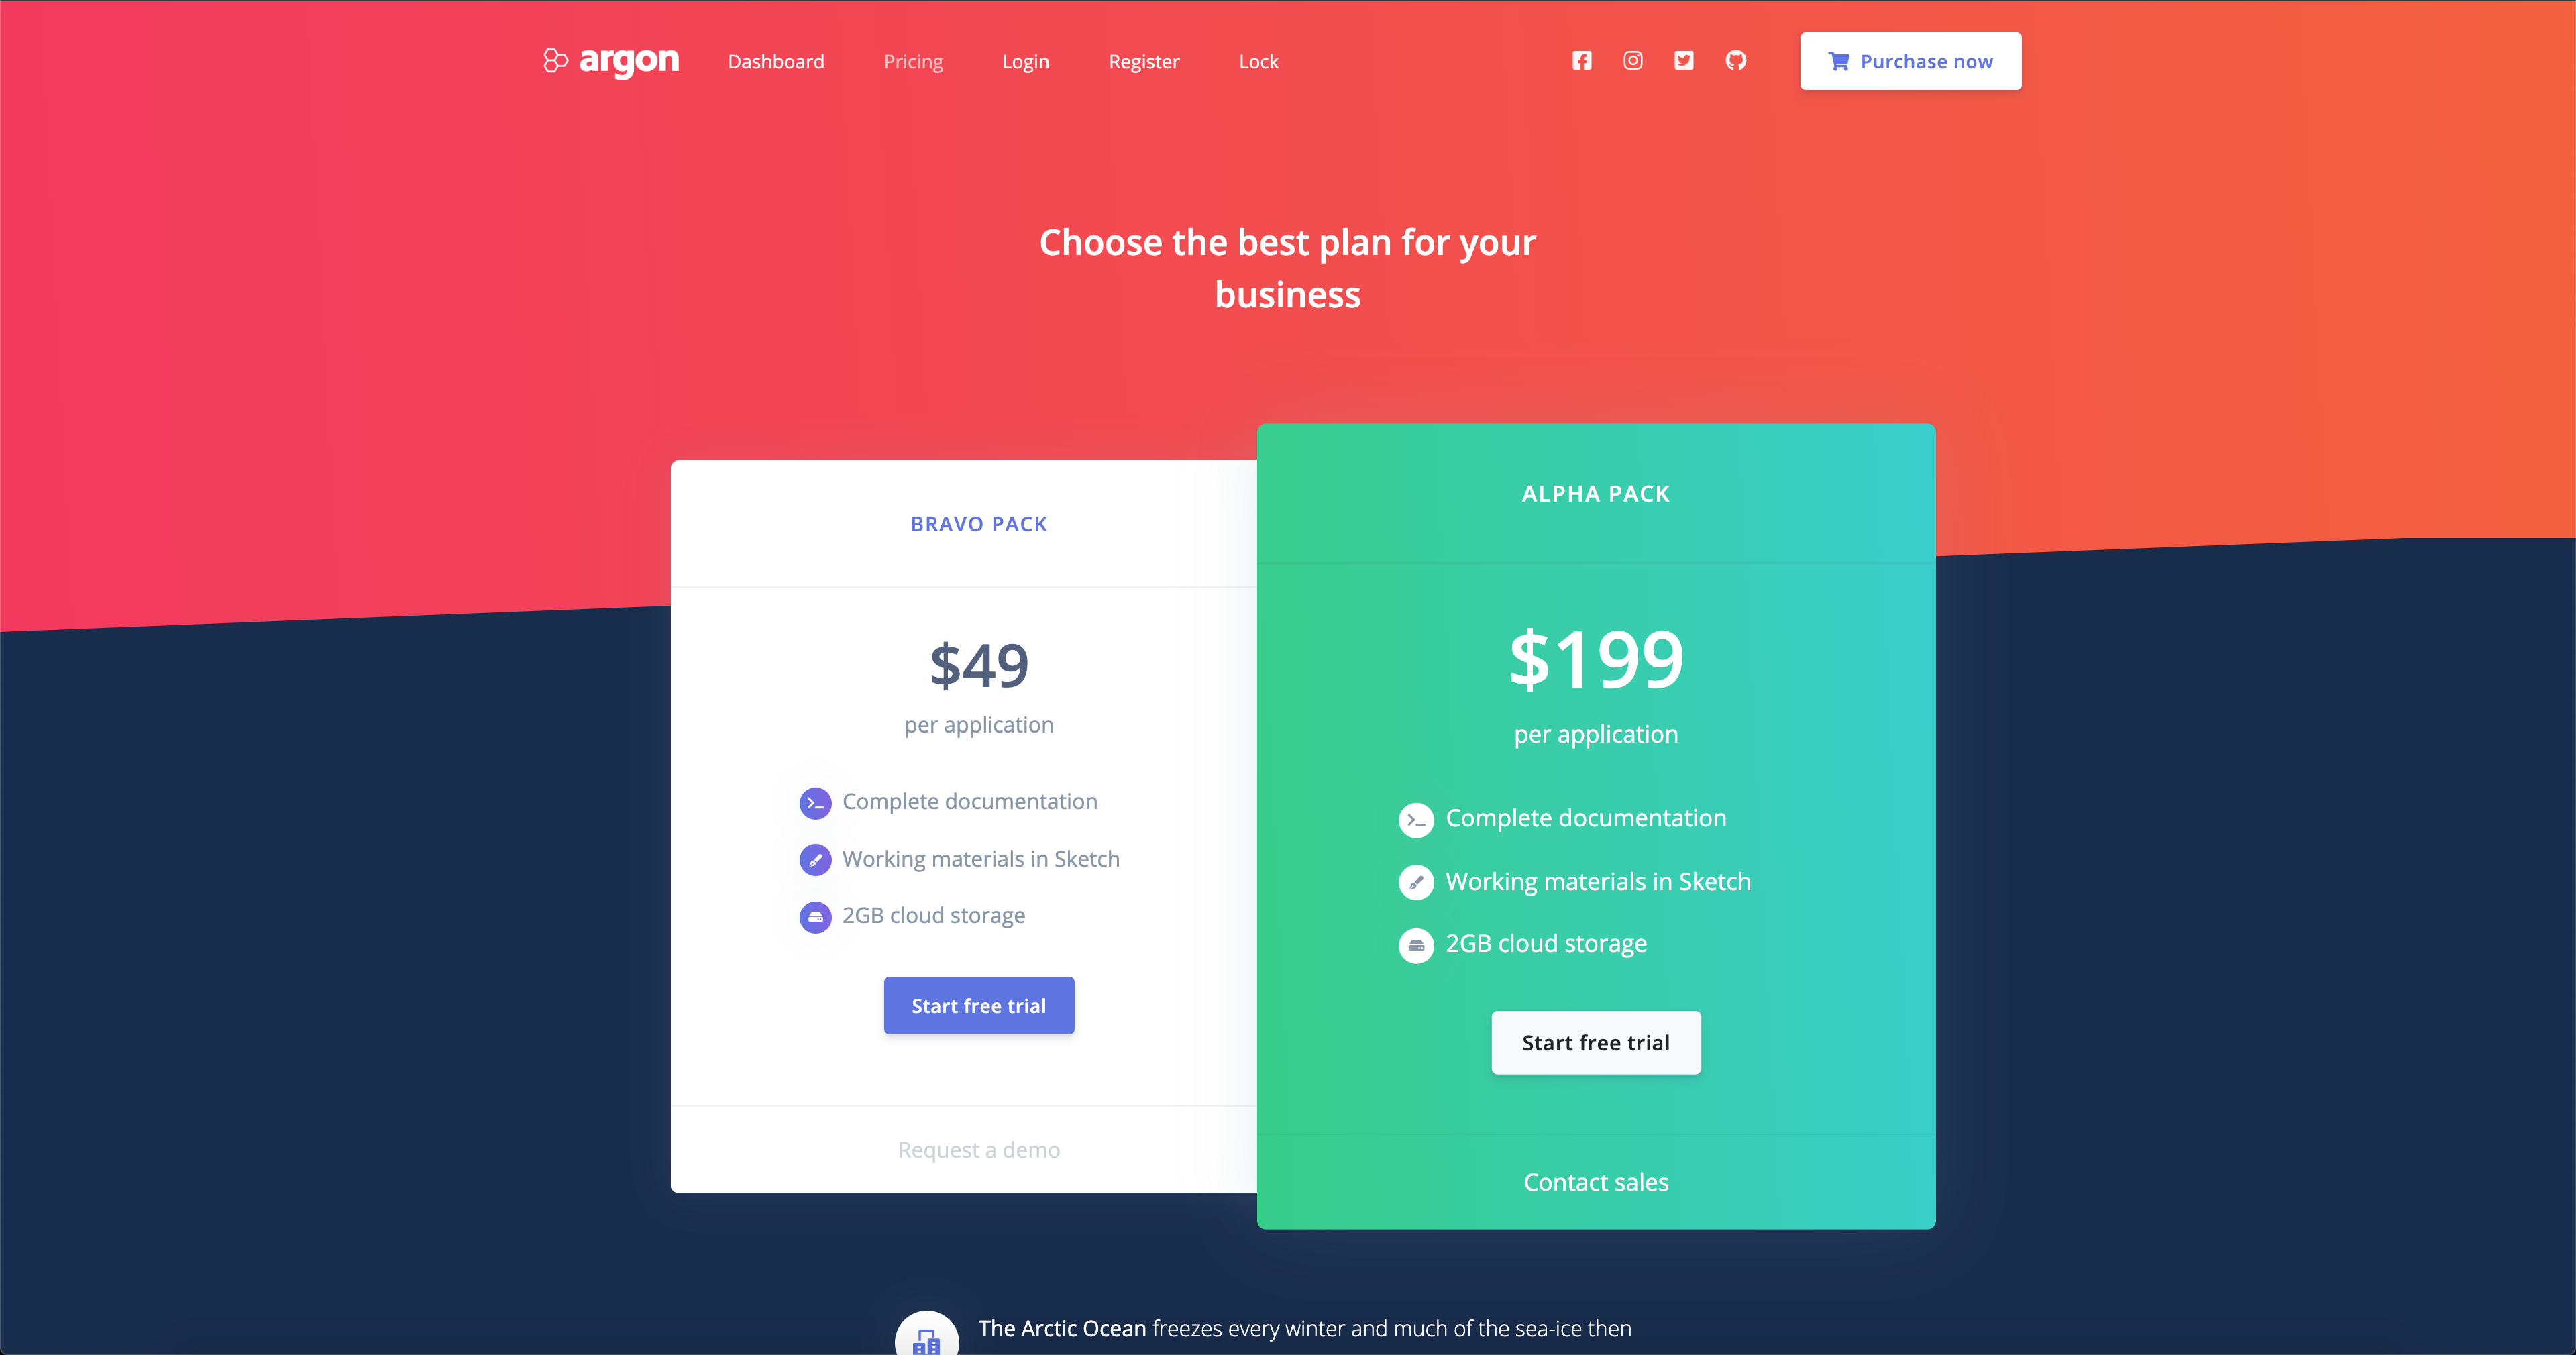 argon
Dashboard
Pricing
Login
Register
Lock
Purchase now
Choose the best plan for your
business
BRAVO PACK
$49
per application
Complete documentation
Working materials in Sketch
2GB cloud storage
Start free trial
Request a demo
ALPHA PACK
$199
per application
Complete documentation
Working materials in Sketch
2GB cloud storage
Start free trial
Contact sales
The Arctic Ocean freezes every winter and much of the sea-ice then